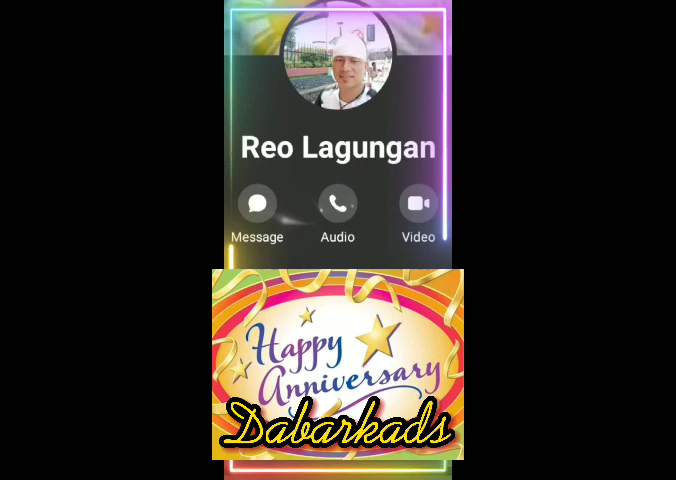 Reo Lagungan
Message Audio Video
Happy
Anniversary
Dabarkads